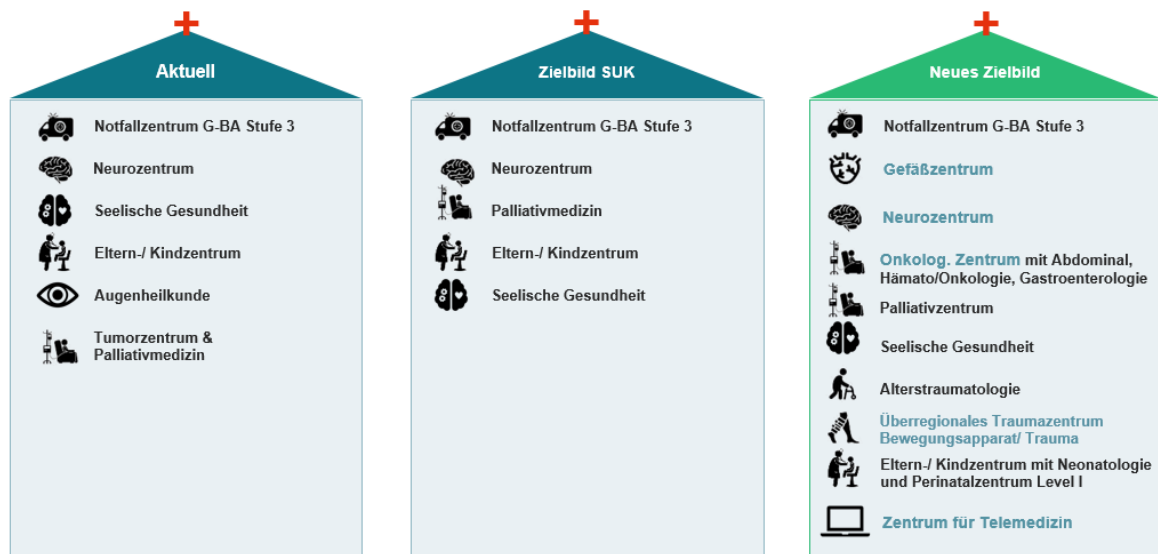 Aktuell
Notfallzentrum G-BA Stufe 3
Neurozentrum
Seelische Gesundheit
Eltern-/ Kindzentrum
Augenheilkunde
Tumorzentrum &
Palliativmedizin
Zielbild SUK
Notfallzentrum G-BA Stufe 3
Neurozentrum
Palliativmedizin
Eltern-/ Kindzentrum
Seelische Gesundheit
Neues Zielbild
Notfallzentrum G-BA Stufe 3
Gefäßzentrum
Neurozentrum
Onkolog. Zentrum mit Abdominal,
Hämato/Onkologie, Gastroenterologie
Palliativzentrum
Seelische Gesundheit
Alterstraumatologie
Überregionales Traumazentrum
Bewegungsapparat/ Trauma
Eltern-/ Kindzentrum mit Neonatologie
und Perinatalzentrum Level I
Zentrum für Telemedizin